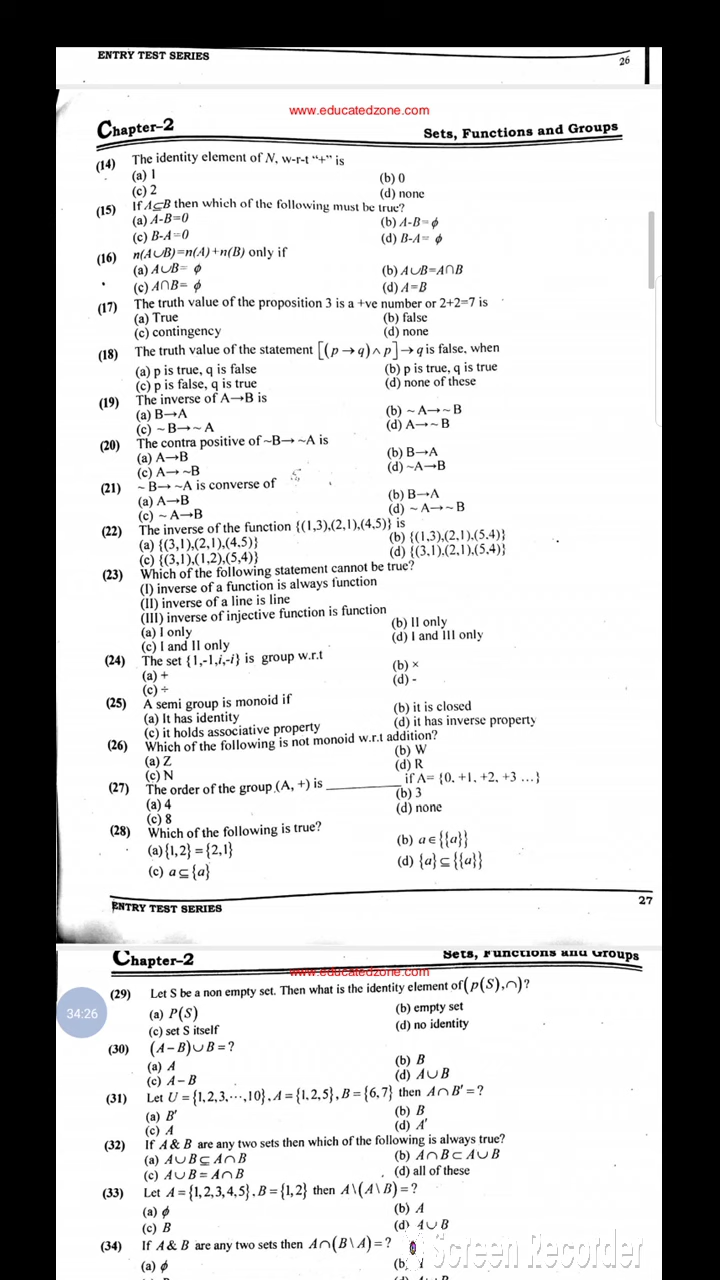 ENTRY TEST SERIES 26
www.educatedzone.com
Chapter–2 Sets, Functions and Groups
(14) The identity element of N, w-r-t "+" is
(a) 1 (b) 0
(c) 2 (d) none
(15) If A⊆B then which of the following must be true?
(a) A-B=0 (b) A-B=ϕ
(c) B-A=0 (d) B-A= ϕ
(16) n(A∪B)=n(A)+n(B) only if
(a) A∪B= ϕ (b) A∪B=A∩B
(c) A∩B= ϕ (d) A=B
(17) The truth value of the proposition 3 is a +ve number or 2+2=7 is
(a) True (b) false
(c) contingency (d) none
(18) The truth value of the statement [(p→q)∧p]→q is false, when
(a) p is true, q is false (b) p is true, q is true
(c) p is false, q is true (d) none of these
(19) The inverse of A→B is
(a) B→A (b) ~A→~B
(c) ~B→~A (d) A→~B
(20) The contra positive of ~B→ ~A is
(a) A→B (b) B→A
(c) A→ ~B (d) ~A→B
(21) ~B→ ~A is converse of
(a) A→B (b) B→A
(c) ~A→B (d) ~A→~B
(22) The inverse of the function {(1,3),(2,1),(4,5)} is
(a) {(3,1),(2,1),(4.5)} (b) {(1,3),(2,1),(5.4)}
(c) {(3,1),(1,2),(5,4)} (d) {(3.1),(2,1),(5,4)}
(23) Which of the following statement cannot be true?
(I) inverse of a function is always function
(II) inverse of a line is line
(III) inverse of injective function is function
(a) I only (b) II only
(c) I and II only (d) I and III only
(24) The set {1,-1,i,-i} is group w.r.t
(a) + (b) ×
(c) ÷ (d) -
(25) A semi group is monoid if
(a) It has identity (b) it is closed
(c) it holds associative property (d) it has inverse property
(26) Which of the following is not monoid w.r.t addition?
(a) Z (b) W
(c) N (d) R
(27) The order of the group (A, +) is ________ if A= {0, +1, +2, +3 ...}
(a) 4 (b) 3
(c) 8 (d) none
(28) Which of the following is true?
(a) {1,2} = {2,1} (b) a∈{{a}}
(c) a⊆{a} (d) {a}⊆{{a}}
ENTRY TEST SERIES 27
Chapter–2 Sets, Functions and Groups
www.educatedzone.com
(29) Let S be a non empty set. Then what is the identity element of (p(S),∩)?
34:26
(a) P(S) (b) empty set
(c) set S itself (d) no identity
(30) (A−B)∪B=?
(a) A (b) B
(c) A−B (d) A∪B
(31) Let U={1,2,3,⋯,10}, A={1,2,5}, B={6,7} then A∩B′=?
(a) B′ (b) B
(c) A (d) A′
(32) If A & B are any two sets then which of the following is always true?
(a) A∪B⊆A∩B (b) A∩B⊂A∪B
(c) A∪B=A∩B (d) all of these
(33) Let A={1,2,3,4,5}, B={1,2} then A\(A\B)=?
(a) ϕ (b) A
(c) B (d) A∪B
(34) If A & B are any two sets then A∩(B\A)=?
Screen Recorder
(a) ϕ (b)